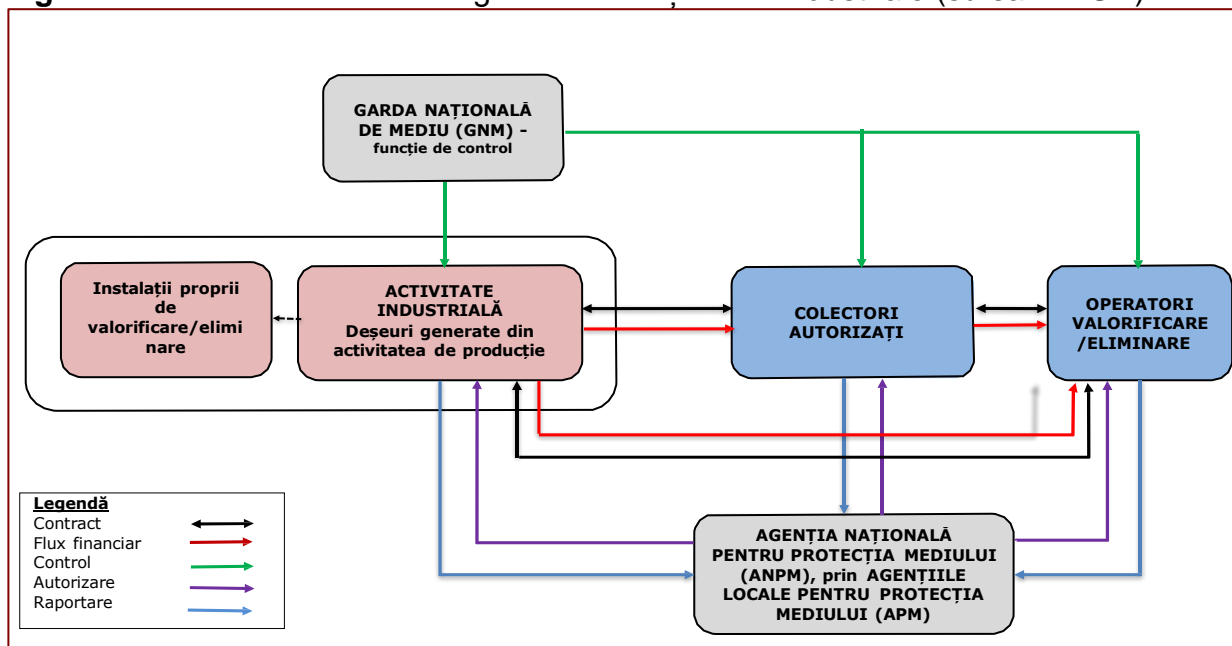 GARDA NAȚIONALĂ
DE MEDIU (GNM) -
funcție de control
Instalații proprii
de
valorificare/elimi
nare
ACTIVITATE
INDUSTRIALĂ
Deșeuri generate din
activitatea de producție
COLECTORI
AUTORIZAȚI
OPERATORI
VALORIFICARE
/ELIMINARE
AGENȚIA NAȚIONALĂ
PENTRU PROTECȚIA MEDIULUI
(ANPM), prin AGENȚIILE
LOCALE PENTRU PROTECȚIA
MEDIULUI (APM)
Legendă
Contract
Flux financiar
Control
Autorizare
Raportare